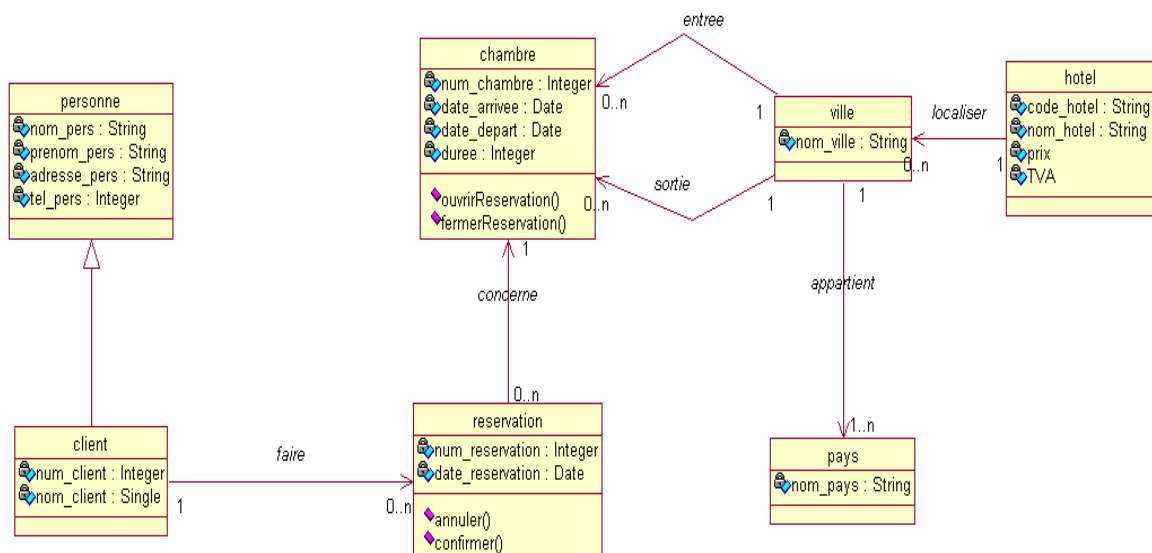 entree
chambre
num_chambre : Integer
date_arrivee : Date
date_depart : Date
duree : Integer
ouvrirReservation()
fermerReservation()
0..n
1
0..n
sortie
1
1
personne
nom_pers : String
prenom_pers : String
adresse_pers : String
tel_pers : Integer
ville
nom_ville : String
0..n
1
localiser
1
hotel
code_hotel : String
nom_hotel : String
prix
TVA
concerne
appartient
0..n
1..n
client
num_client : Integer
nom_client : Single
1
faire
0..n
reservation
num_reservation : Integer
date_reservation : Date
annuler()
confirmer()
pays
nom_pays : String